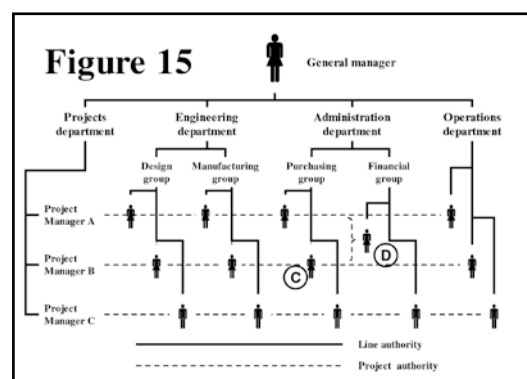 Figure 15
General manager
Projects
department
Engineering
department
Administration
department
Operations
department
Design
group
Manufacturing
group
Purchasing
group
Financial
group
Project
Manager A
Project
Manager B
Project
Manager C
C
D
Line authority
Project authority